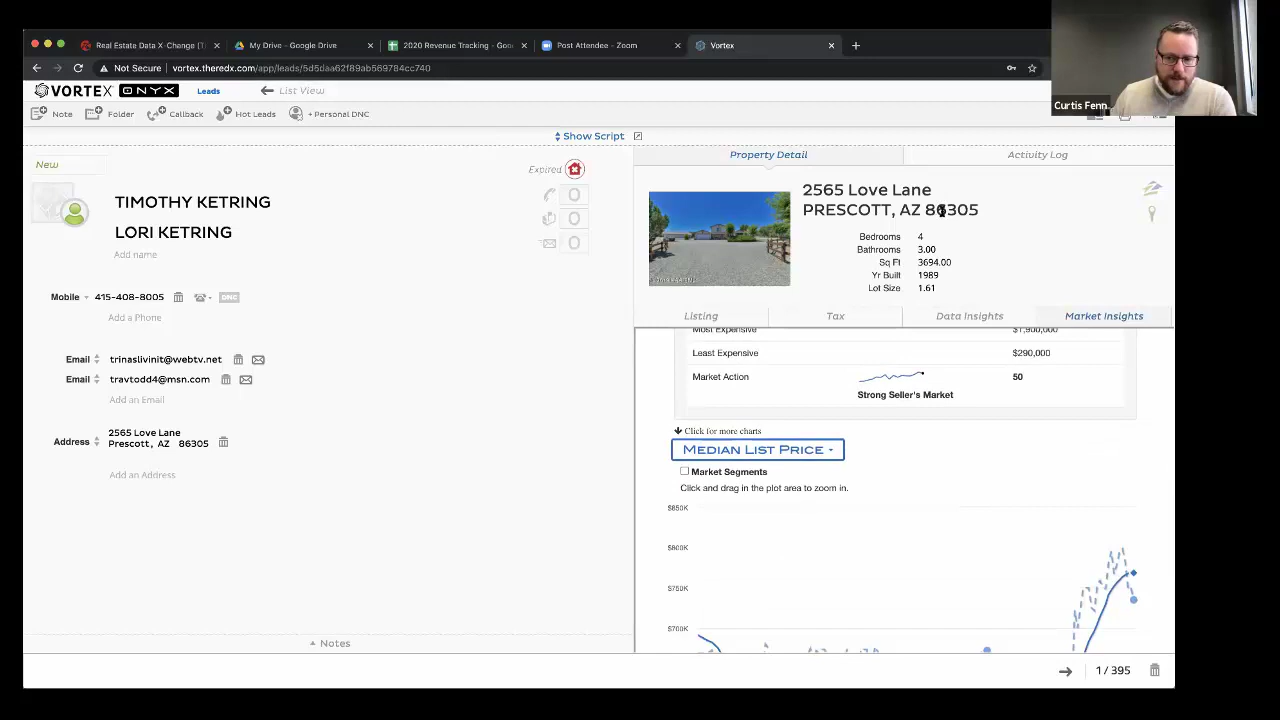 Real Estate Data X-Change (T
My Drive - Google Drive
2020 Revenue Tracking - Goo
Post Attendee - Zoom
Vortex
Not Secure
vortex.theredx.com/app/leads/5d5daa62f89ab569784cc740
Curtis Fenn
VORTEX ONYX
Leads
List View
Note
Folder
Callback
Hot Leads
+ Personal DNC
Show Script
New
Expired
TIMOTHY KETRING
LORI KETRING
Add name
0
0
0
Mobile
415-408-8005
DNC
Add a Phone
Email
trinaslivinit@webtv.net
Email
travtodd4@msn.com
Add an Email
Address
2565 Love Lane
Prescott, AZ 86305
Add an Address
Notes
Property Detail
Activity Log
2565 Love Lane
PRESCOTT, AZ 86305
Bedrooms 4
Bathrooms 3.00
Sq Ft 3694.00
Yr Built 1989
Lot Size 1.61
Listing
Tax
Data Insights
Market Insights
Most Expensive $1,900,000
Least Expensive $290,000
Market Action 50
Strong Seller's Market
Click for more charts
MEDIAN LIST PRICE
Market Segments
Click and drag in the plot area to zoom in.
$850K
$800K
$750K
$700K
1 / 395